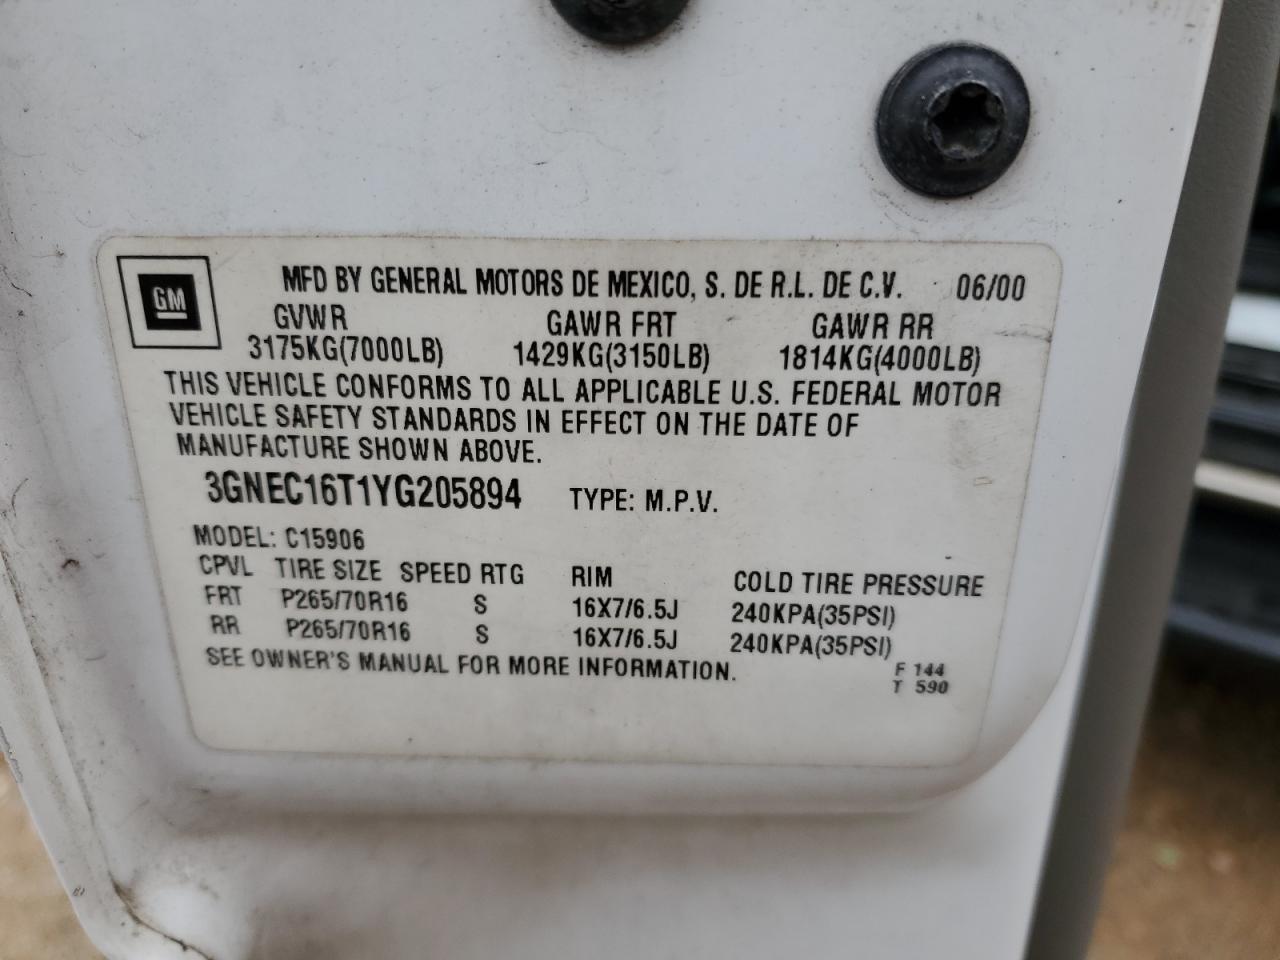 GM
MFD BY GENERAL MOTORS DE MEXICO, S. DE R.L. DE C.V. 06/00
GVWR GAWR FRT GAWR RR
3175KG(7000LB) 1429KG(3150LB) 1814KG(4000LB)
THIS VEHICLE CONFORMS TO ALL APPLICABLE U.S. FEDERAL MOTOR
VEHICLE SAFETY STANDARDS IN EFFECT ON THE DATE OF
MANUFACTURE SHOWN ABOVE.
3GNEC16T1YG205894 TYPE: M.P.V.
MODEL: C15906
CPVL TIRE SIZE SPEED RTG RIM COLD TIRE PRESSURE
FRT P265/70R16 S 16X7/6.5J 240KPA(35PSI)
RR P265/70R16 S 16X7/6.5J 240KPA(35PSI)
SEE OWNER'S MANUAL FOR MORE INFORMATION.
F 144
T 590